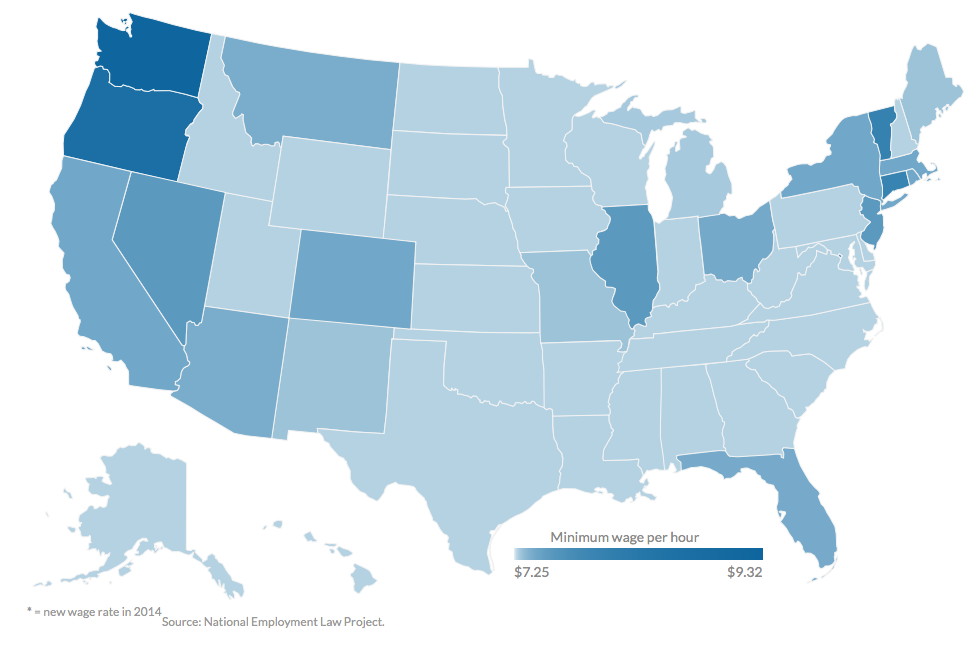 Minimum wage per hour
$7.25 $9.32
* = new wage rate in 2014
Source: National Employment Law Project.